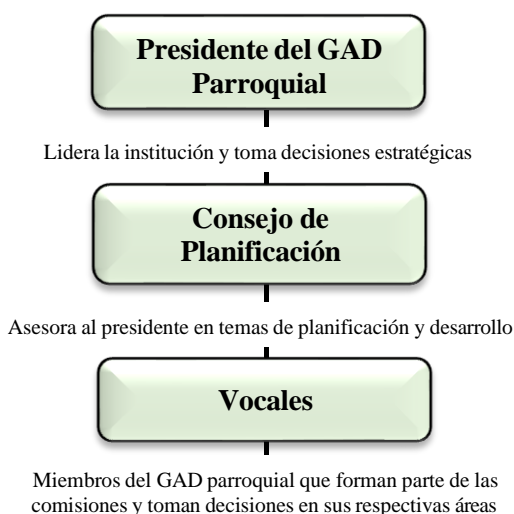 Presidente del GAD
Parroquial
Lidera la institución y toma decisiones estratégicas
Consejo de
Planificación
Asesora al presidente en temas de planificación y desarrollo
Vocales
Miembros del GAD parroquial que forman parte de las
comisiones y toman decisiones en sus respectivas áreas